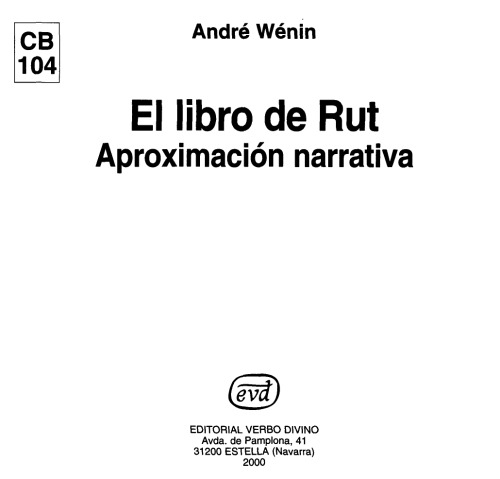 CB
104
André Wénin
El libro de Rut
Aproximación narrativa
evd
EDITORIAL VERBO DIVINO
Avda. de Pamplona, 41
31200 ESTELLA (Navarra)
2000